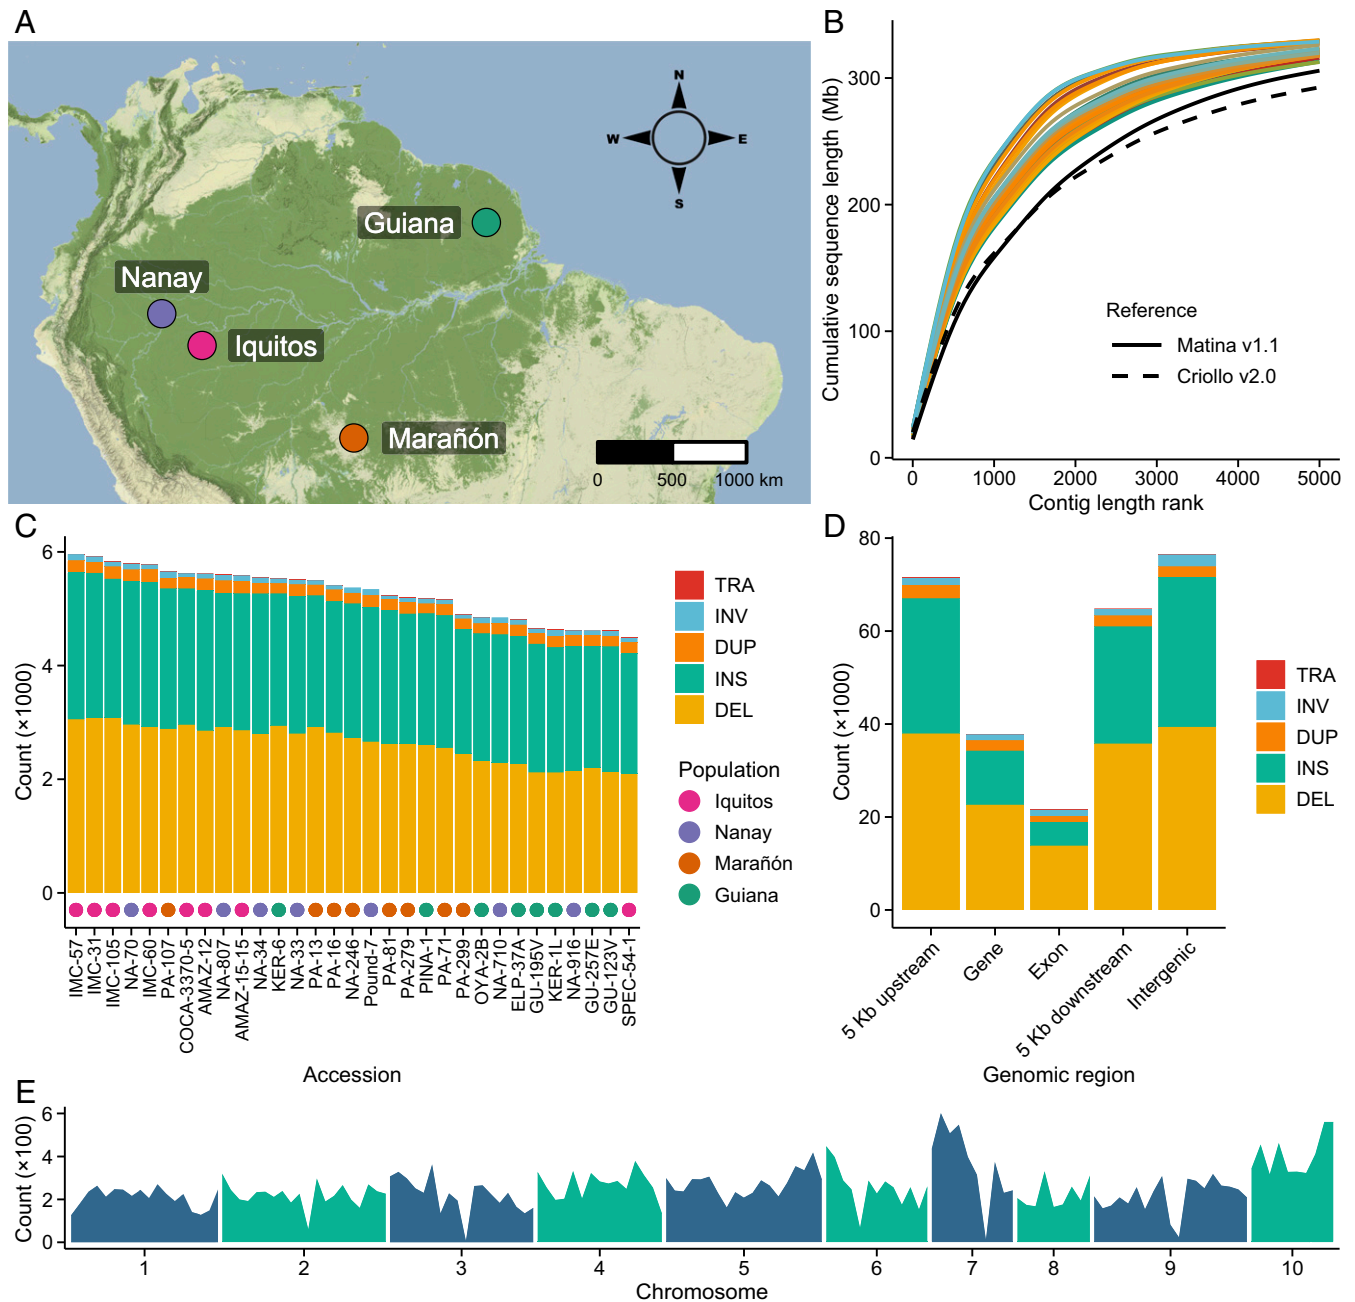 A
N
W
E
S
Guiana
Nanay
Iquitos
Marañón
0 500 1000 km
B
Cumulative sequence length (Mb)
300
200
100
0
Reference
Matina v1.1
Criollo v2.0
0 1000 2000 3000 4000 5000
Contig length rank
C
Count (×1000)
6
4
2
0
TRA
INV
DUP
INS
DEL
Population
Iquitos
Nanay
Marañón
Guiana
IMC-57
IMC-31
IMC-105
NA-70
IMC-60
PA-107
COCA-3370-5
AMAZ-12
NA-807
AMAZ-15-15
NA-34
KER-6
NA-33
PA-13
PA-16
NA-246
Pound-7
PA-81
PA-279
PINA-1
PA-71
PA-299
OYA-2B
NA-710
ELP-37A
GU-195V
KER-1L
NA-916
GU-257E
GU-123V
SPEC-54-1
Accession
D
Count (×1000)
80
60
40
20
0
TRA
INV
DUP
INS
DEL
5 Kb upstream
Gene
Exon
5 Kb downstream
Intergenic
Genomic region
E
Count (×100)
6
4
2
0
1 2 3 4 5 6 7 8 9 10
Chromosome